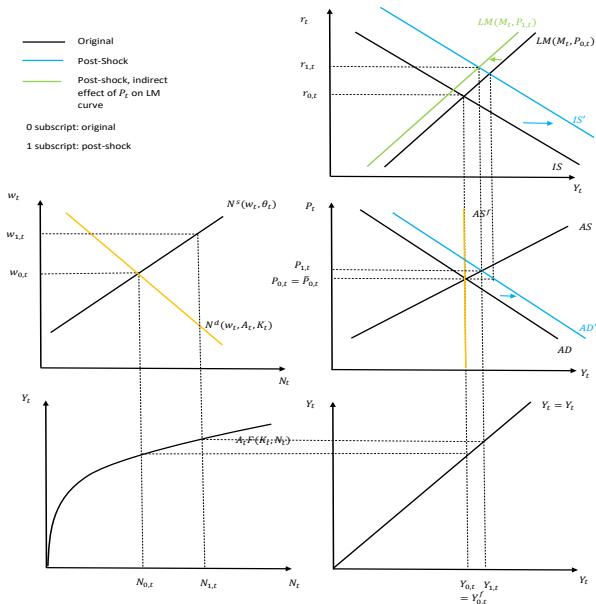 Original
Post-Shock
Post-shock, indirect
effect of P_t on LM
curve
0 subscript: original
1 subscript: post-shock
r_t
LM(M_t, P_{1,t})
LM(M_t, P_{0,t})
r_{1,t}
r_{0,t}
IS'
IS
Y_t
w_t
N^s(w_t, θ_t)
w_{1,t}
w_{0,t}
N^d(w_t, A_t, K_t)
N_t
P_t
AS^f
AS
P_{1,t}
P_{0,t} = P̄_{0,t}
AD'
AD
Y_t
Y_t
A_tF(K_t, N_t)
N_{0,t}
N_{1,t}
N_t
Y_t
Y_t = Y_t
Y_{0,t}
Y_{1,t}
= Y^f_{0,t}
Y_t